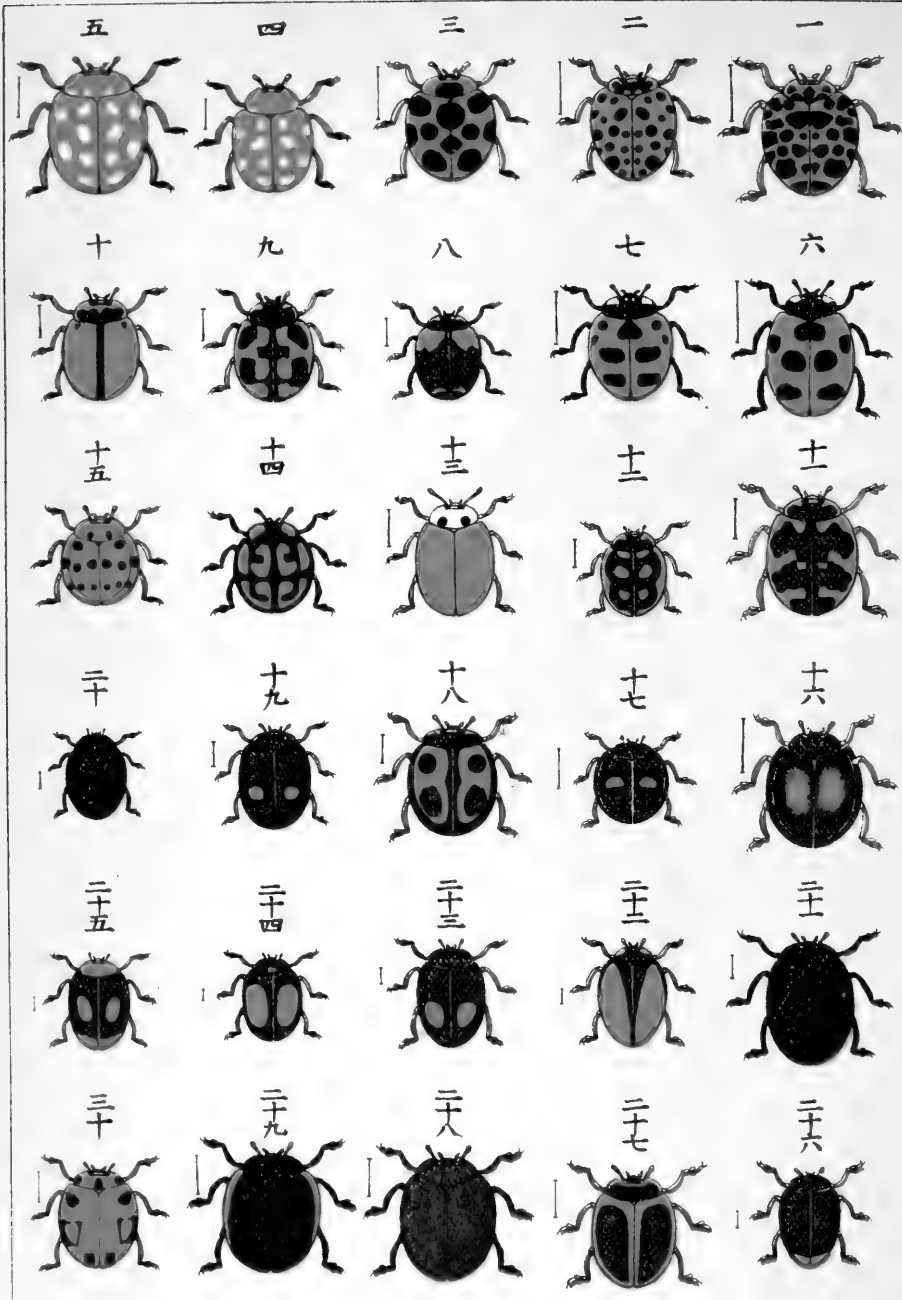 一
二
三
四
五
六
七
八
九
十
十一
十二
十三
十四
十五
十六
十七
十八
十九
二十
二十一
二十二
二十三
二十四
二十五
二十六
二十七
二十八
二十九
三十